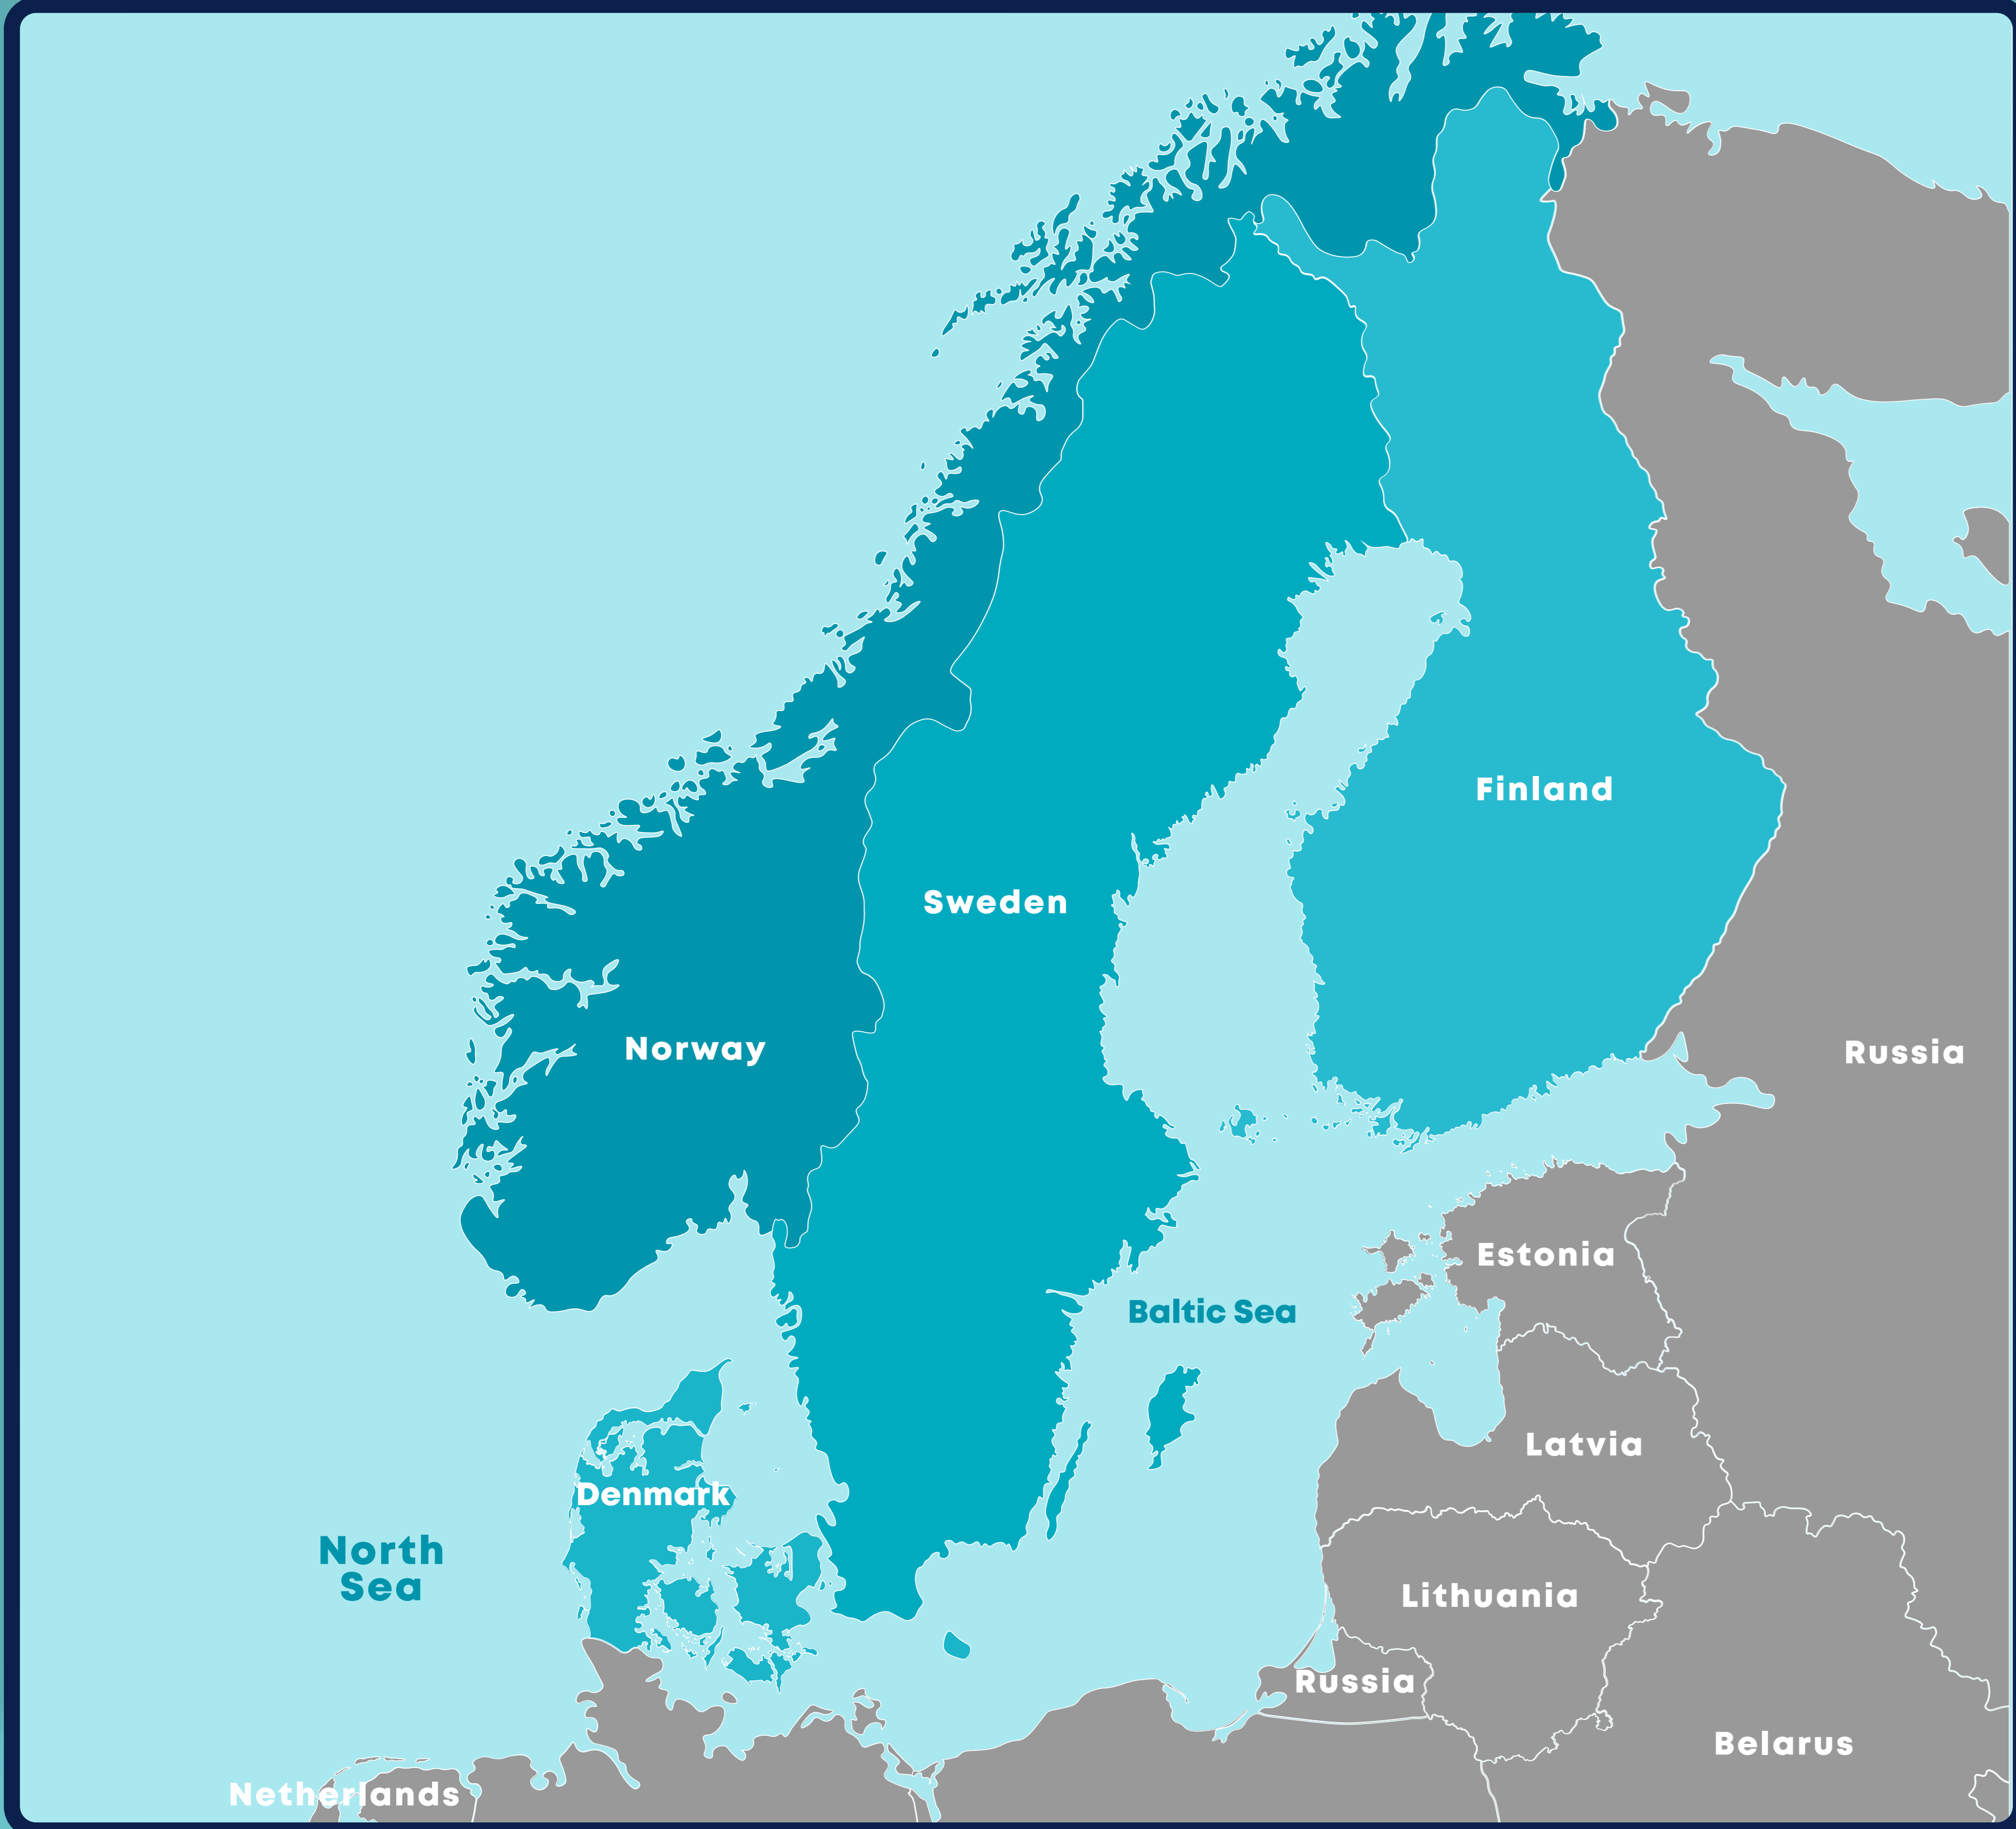 Finland
Sweden
Norway
Russia
Estonia
Baltic Sea
Latvia
Denmark
North
Sea
Lithuania
Russia
Belarus
Netherlands